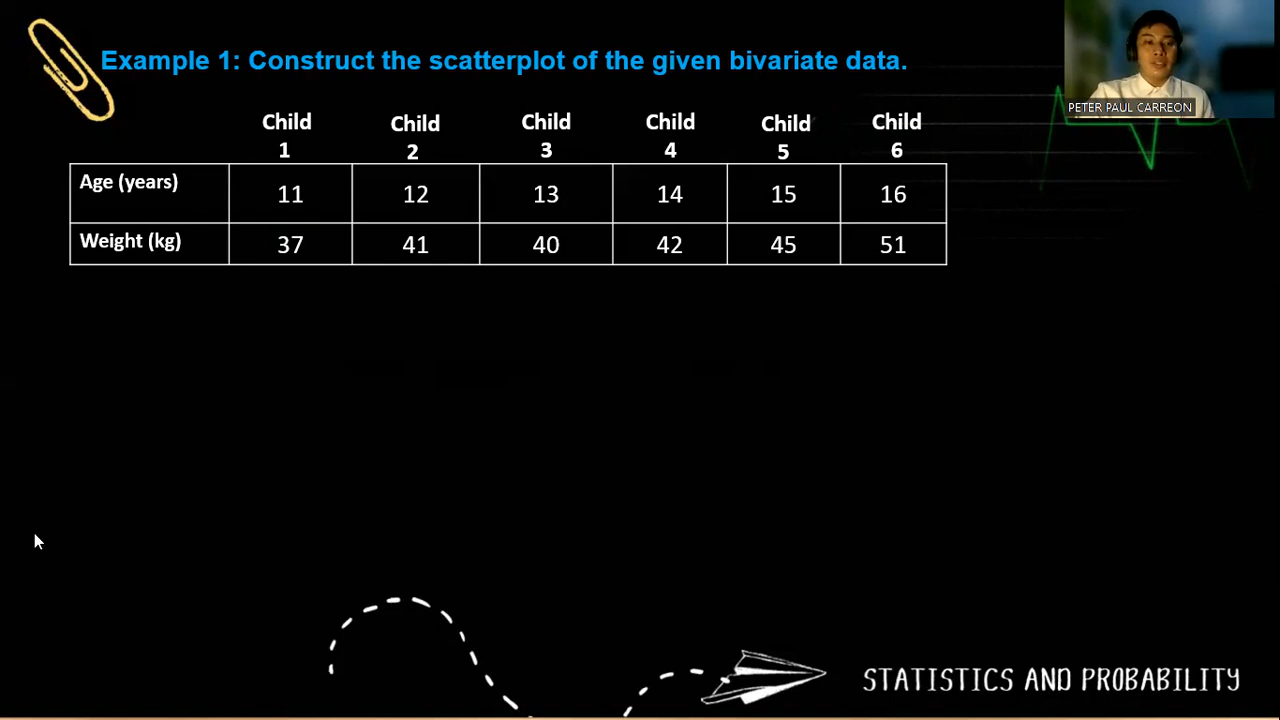 Example 1: Construct the scatterplot of the given bivariate data.
PETER PAUL CARREON
Child 1 Child 2 Child 3 Child 4 Child 5 Child 6
Age (years) 11 12 13 14 15 16
Weight (kg) 37 41 40 42 45 51
STATISTICS AND PROBABILITY